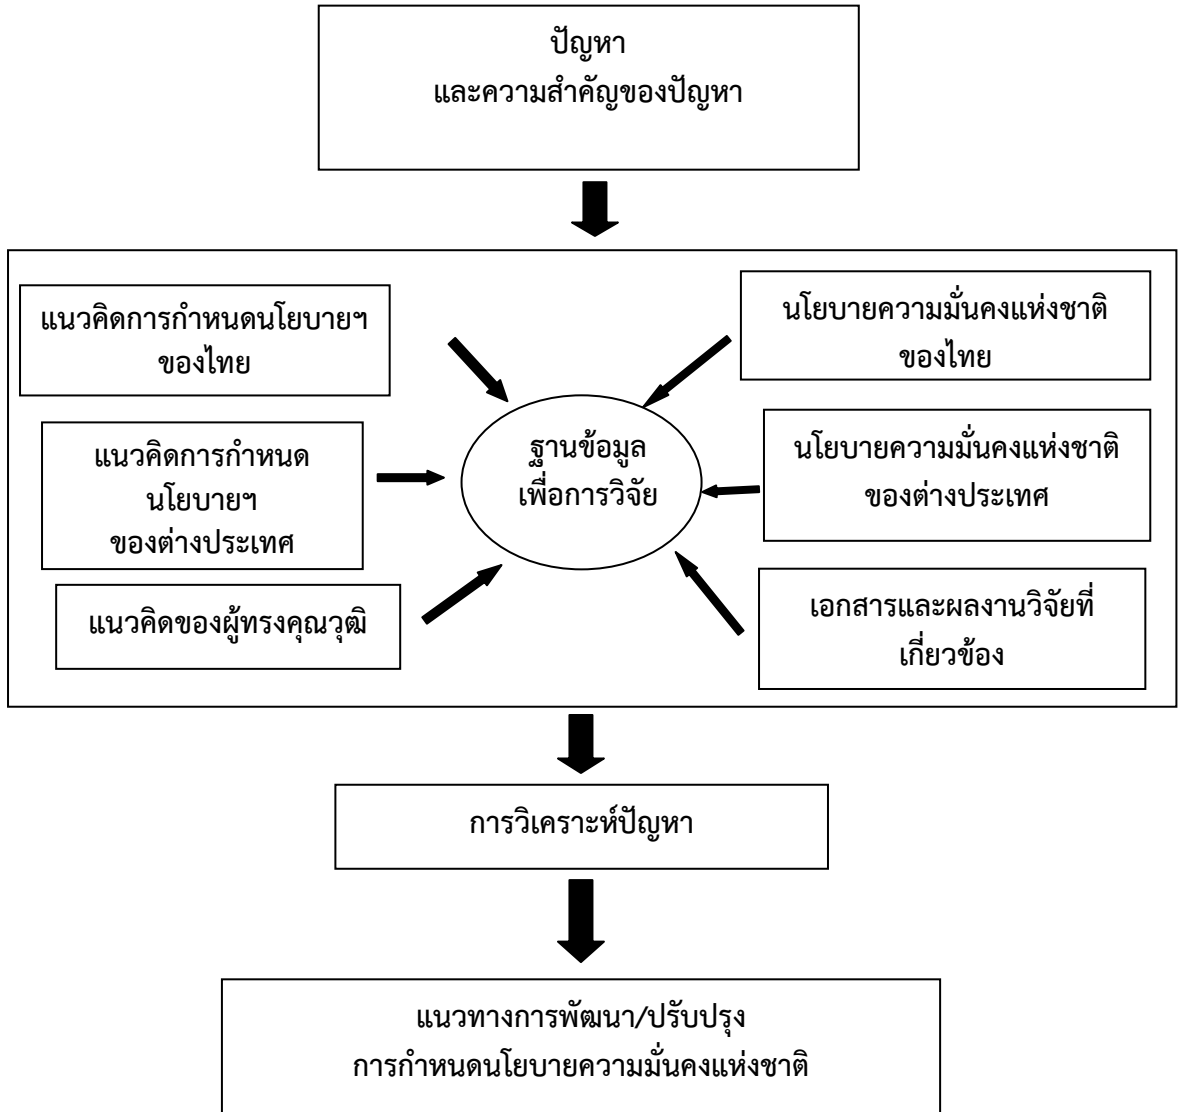 ปัญหา
และความสำคัญของปัญหา
แนวคิดการกำหนดนโยบายฯ
ของไทย
นโยบายความมั่นคงแห่งชาติ
ของไทย
แนวคิดการกำหนด
นโยบายฯ
ของต่างประเทศ
ฐานข้อมูล
เพื่อการวิจัย
นโยบายความมั่นคงแห่งชาติ
ของต่างประเทศ
แนวคิดของผู้ทรงคุณวุฒิ
เอกสารและผลงานวิจัยที่
เกี่ยวข้อง
การวิเคราะห์ปัญหา
แนวทางการพัฒนา/ปรับปรุง
การกำหนดนโยบายความมั่นคงแห่งชาติ